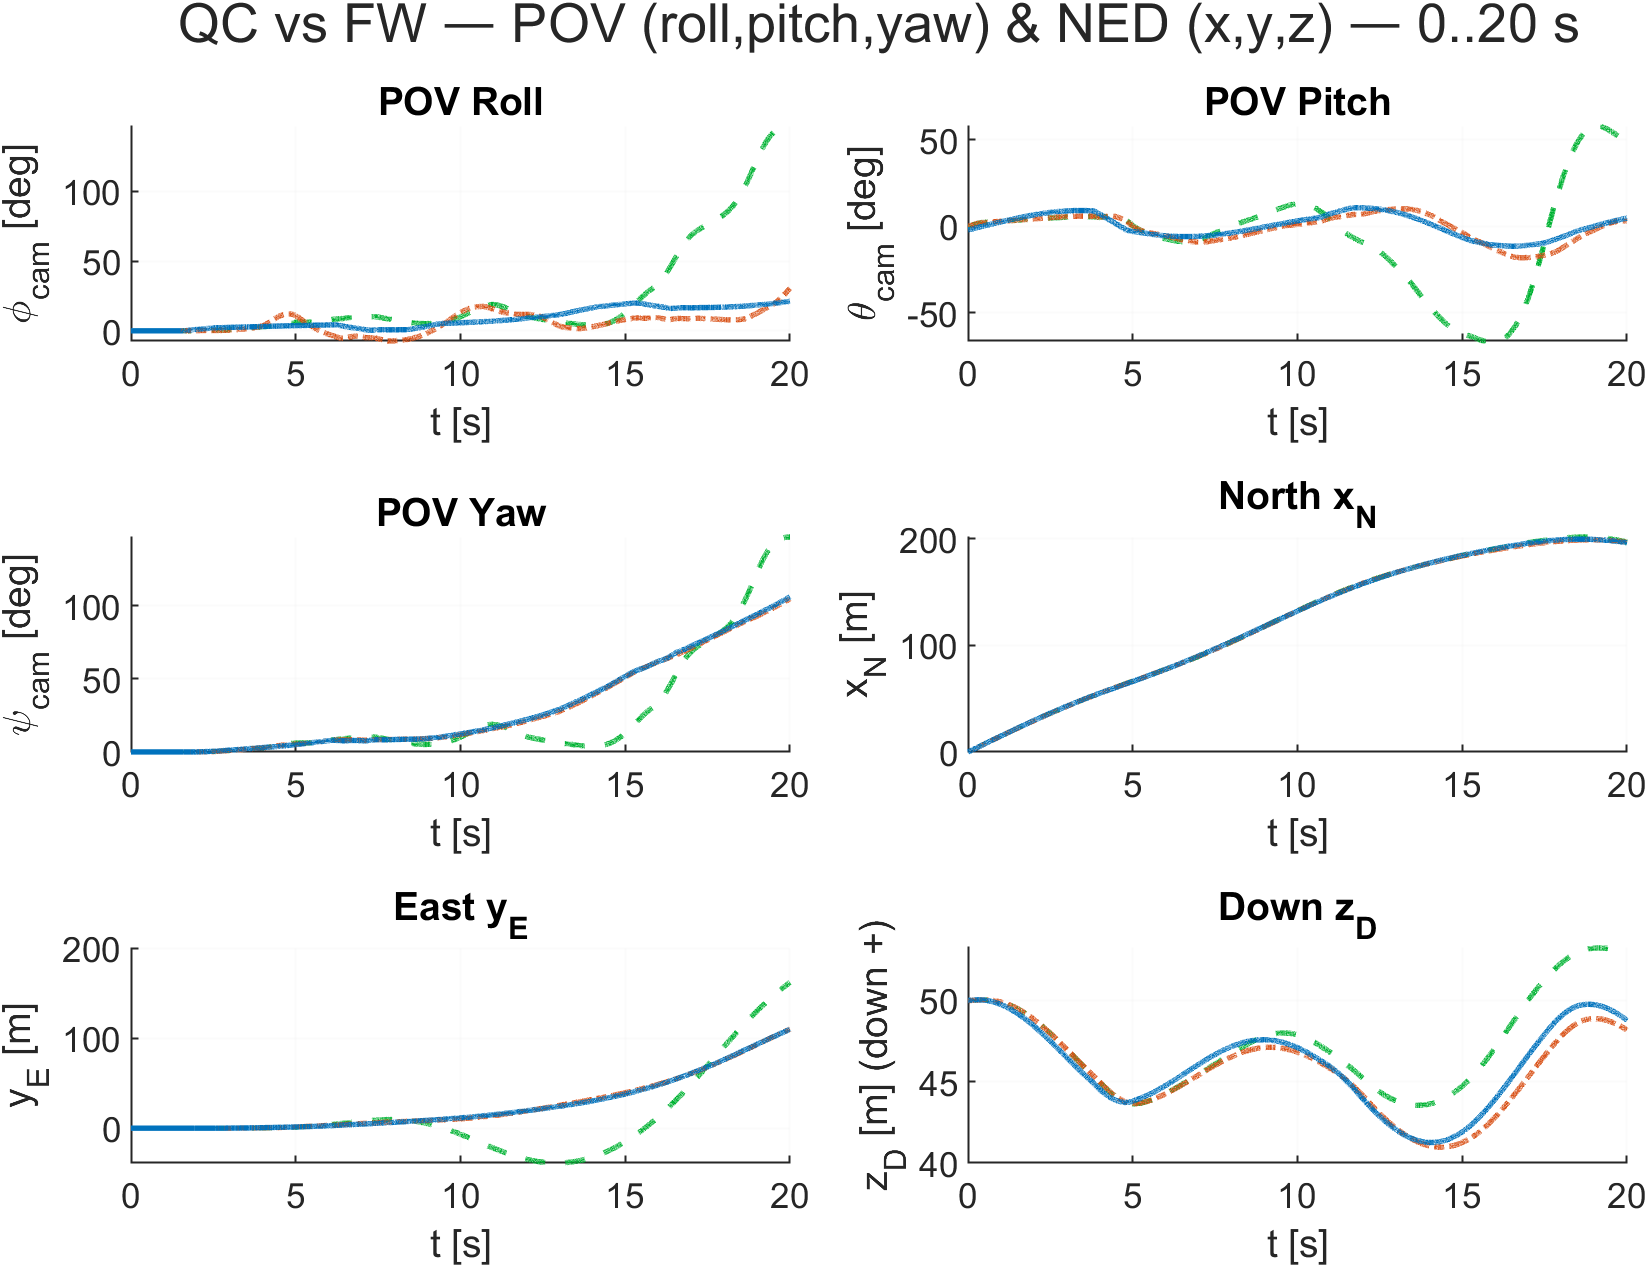 QC vs FW — POV (roll,pitch,yaw) & NED (x,y,z) — 0..20 s
POV Roll
ϕcam [deg]
100
50
0
0 5 10 15 20
t [s]
POV Pitch
θcam [deg]
50
0
-50
0 5 10 15 20
t [s]
POV Yaw
ψcam [deg]
100
50
0
0 5 10 15 20
t [s]
North xN
xN [m]
200
100
0
0 5 10 15 20
t [s]
East yE
yE [m]
200
100
0
0 5 10 15 20
t [s]
Down zD
zD [m] (down +)
50
45
40
0 5 10 15 20
t [s]